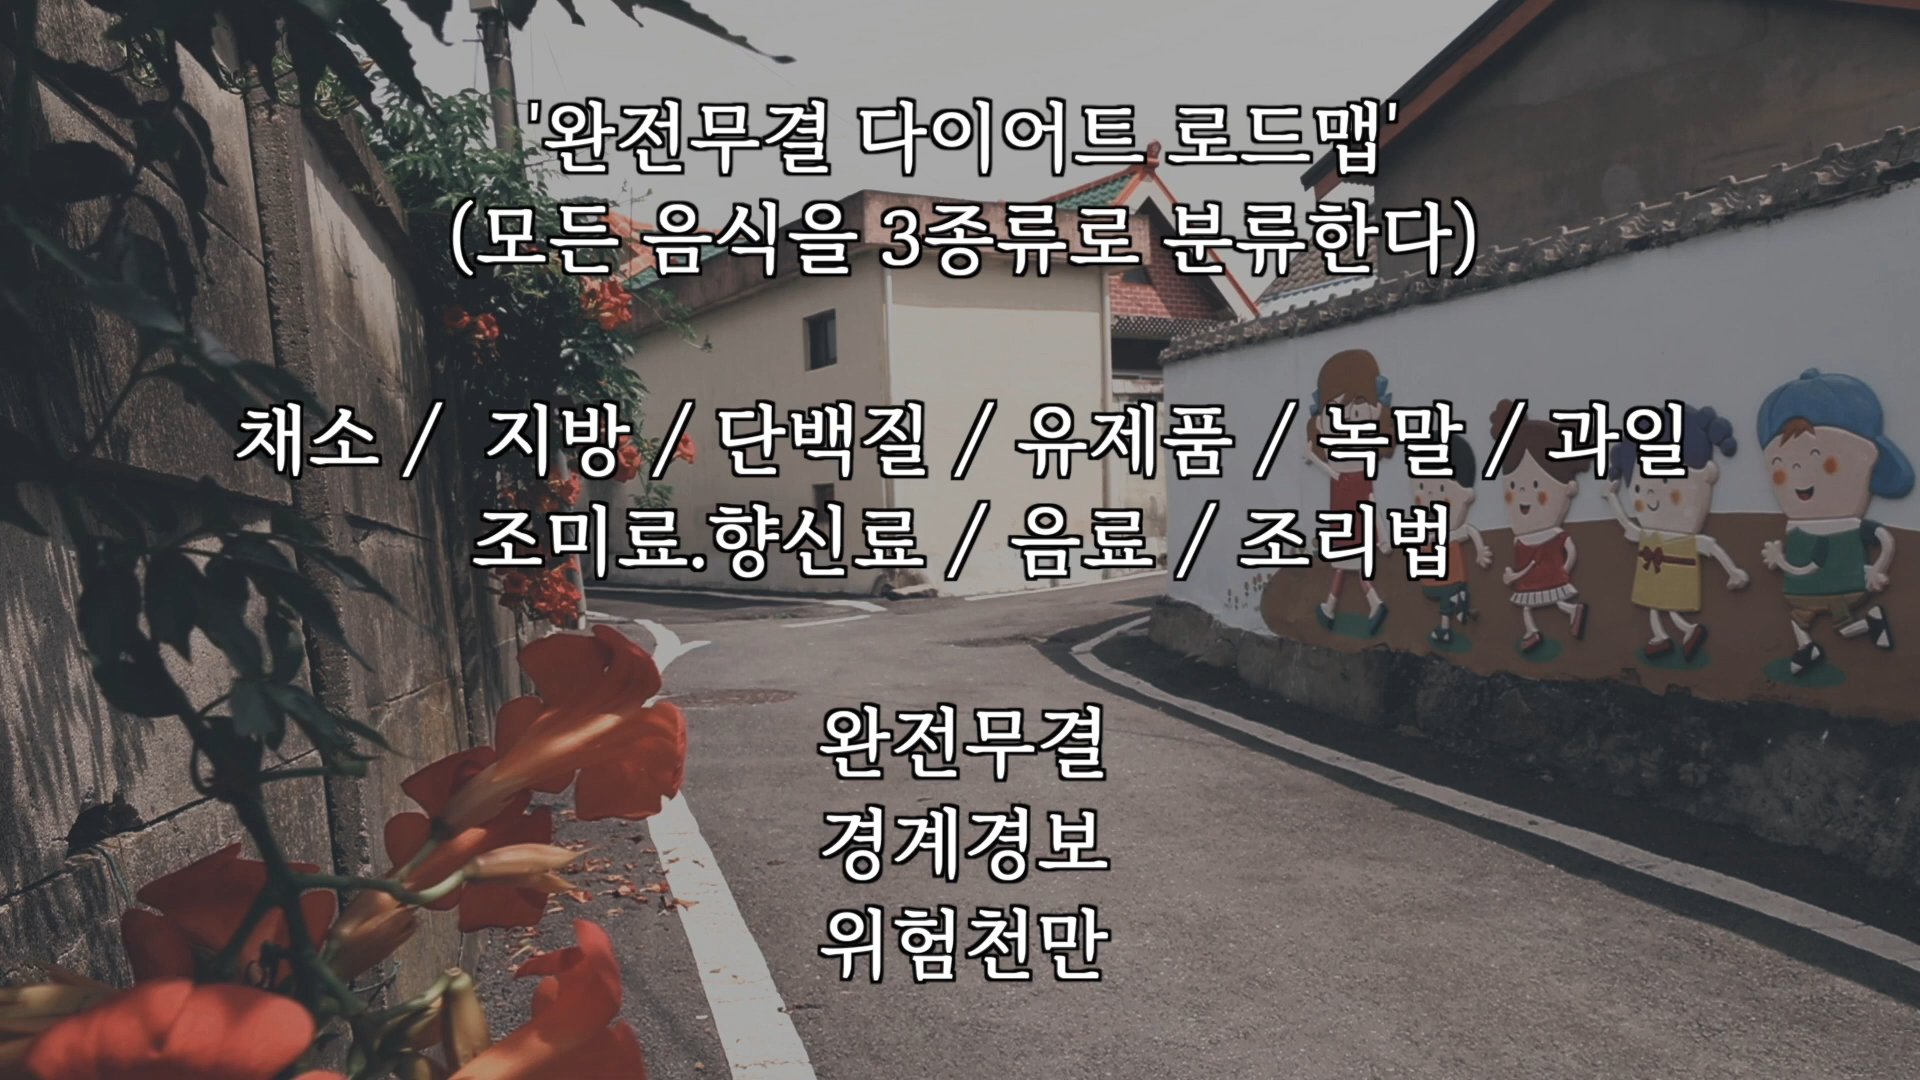 '완전무결 다이어트 로드맵'
(모든 음식을 3종류로 분류한다)
채소 / 지방 / 단백질 / 유제품 / 녹말 / 과일
조미료.향신료 / 음료 / 조리법
완전무결
경계경보
위험천만